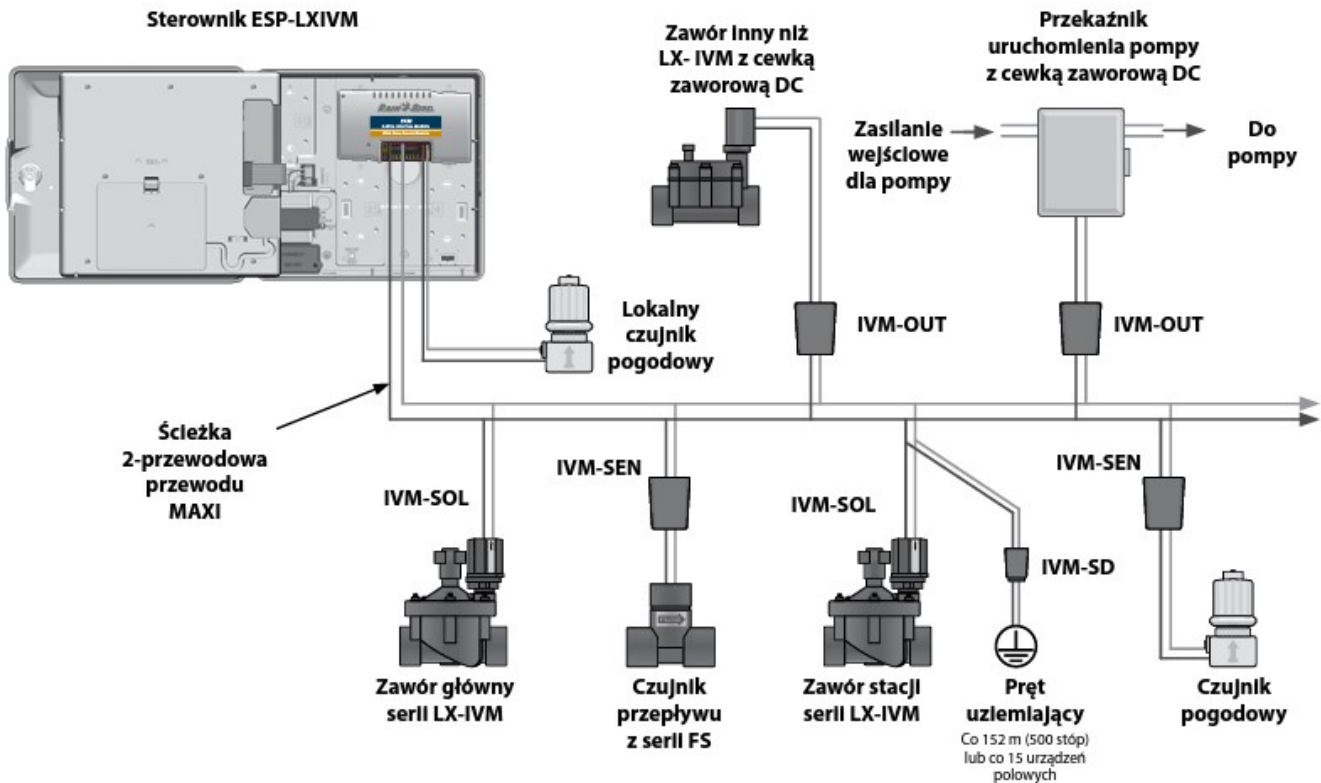 Sterownik ESP-LXIVM
Zawór inny niż
LX- IVM z cewką
zaworową DC
Przekaźnik
uruchomienia pompy
z cewką zaworową DC
Zasilanie
wejściowe
dla pompy
Do
pompy
RAIN BIRD
IVM
Lokalny
czujnik
pogodowy
IVM-OUT
IVM-OUT
Ścieżka
2-przewodowa
przewodu
MAXI
IVM-SOL
IVM-SEN
IVM-SOL
IVM-SEN
IVM-SD
Zawór główny
serii LX-IVM
Czujnik
przepływu
z serii FS
Zawór stacji
serii LX-IVM
Pręt
uziemiający
Co 152 m (500 stóp)
lub co 15 urządzeń
polowych
Czujnik
pogodowy